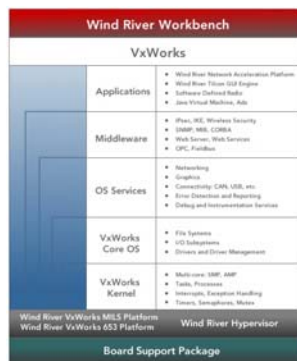 Wind River Workbench
VxWorks
Applications
• Wind River Network Acceleration Platform
• Wind River Tilcon GUI Engine
• Software Defined Radio
• Java Virtual Machine, Ada
Middleware
• IPsec, IKE, Wireless Security
• SNMP, MIB, CORBA
• Web Server, Web Services
• OPC, Fieldbus
OS Services
• Networking
• Graphics
• Connectivity: CAN, USB, etc.
• Error Detection and Reporting
• Debug and Instrumentation Services
VxWorks
Core OS
• File Systems
• I/O Subsystems
• Drivers and Driver Management
VxWorks
Kernel
• Multi-core: SMP, AMP
• Tasks, Processes
• Interrupts, Exception Handling
• Timers, Semaphores, Mutex
Wind River VxWorks MILS Platform
Wind River VxWorks 653 Platform
Wind River Hypervisor
Board Support Package